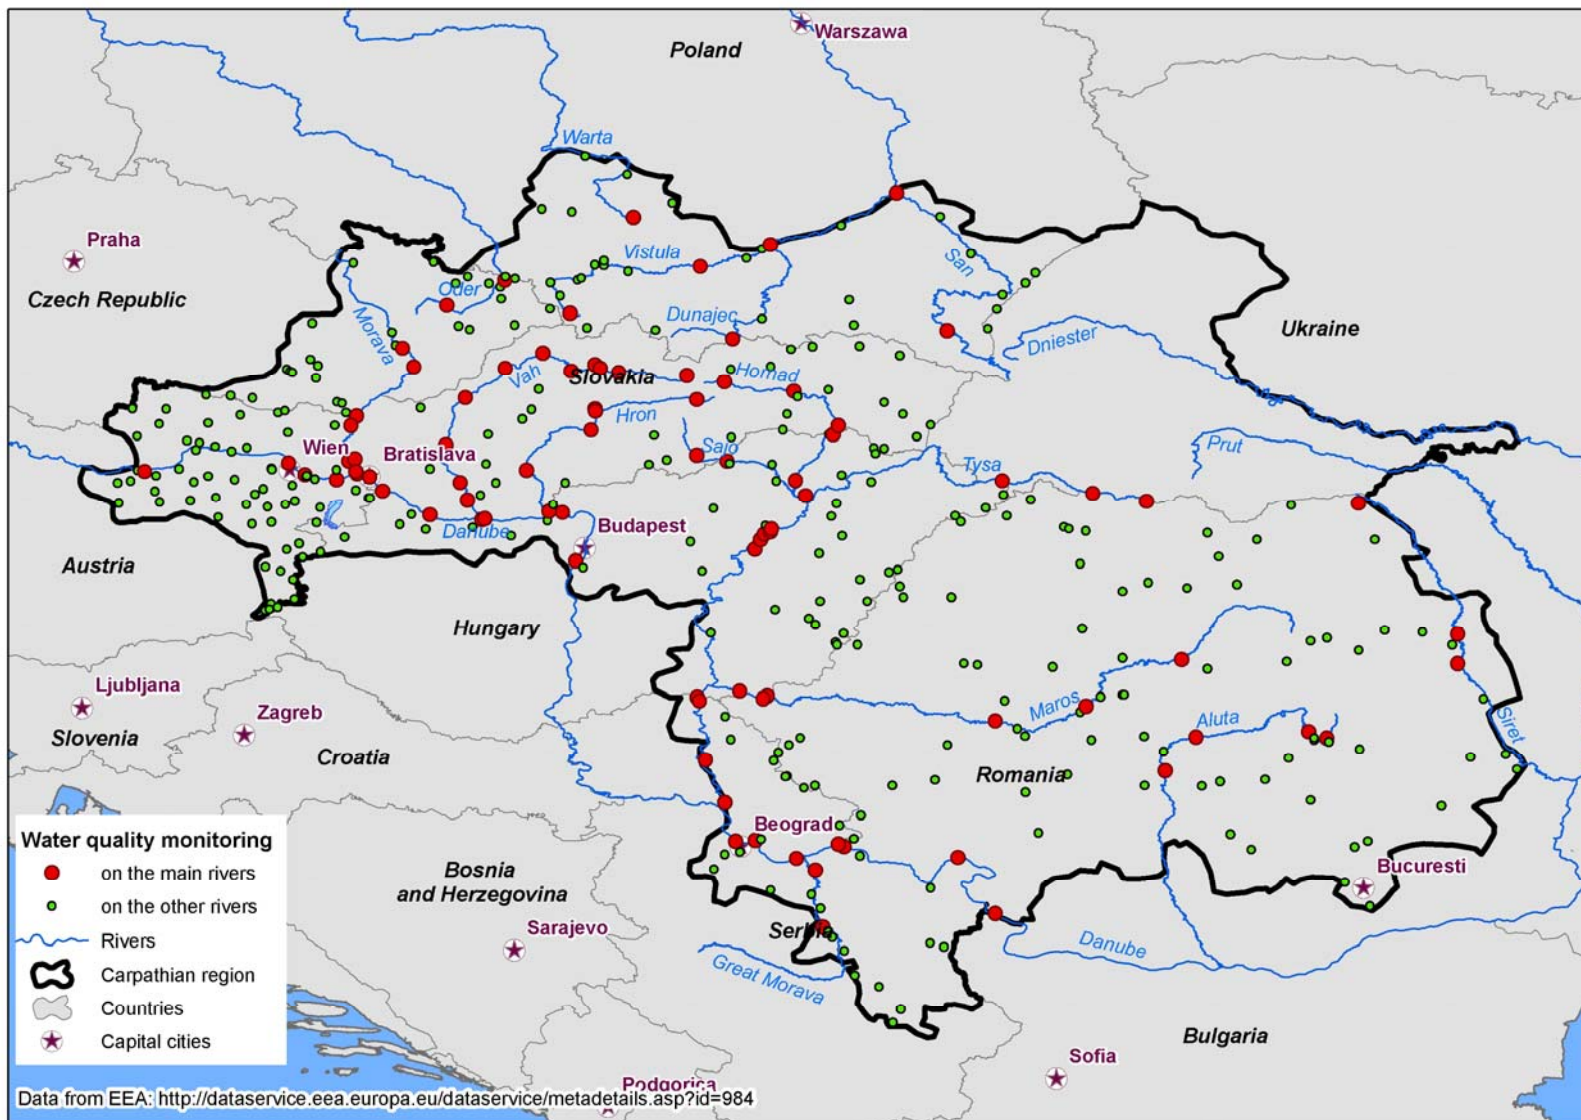 Warszawa
Poland
Warta
Praha
Czech Republic
Vistula
San
Oder
Morava
Dunajec
Dniester
Ukraine
Vah
Slovakia
Hornad
Hron
Sajo
Prut
Wien
Bratislava
Tysa
Danube
Budapest
Austria
Hungary
Ljubljana
Slovenia
Zagreb
Croatia
Maros
Aluta
Siret
Romania
Beograd
Bosnia
and Herzegovina
Sarajevo
Serbia
Great Morava
Danube
Bucuresti
Bulgaria
Sofia
Podgorica
Water quality monitoring
on the main rivers
on the other rivers
Rivers
Carpathian region
Countries
Capital cities
Data from EEA: http://dataservice.eea.europa.eu/dataservice/metadetails.asp?id=984